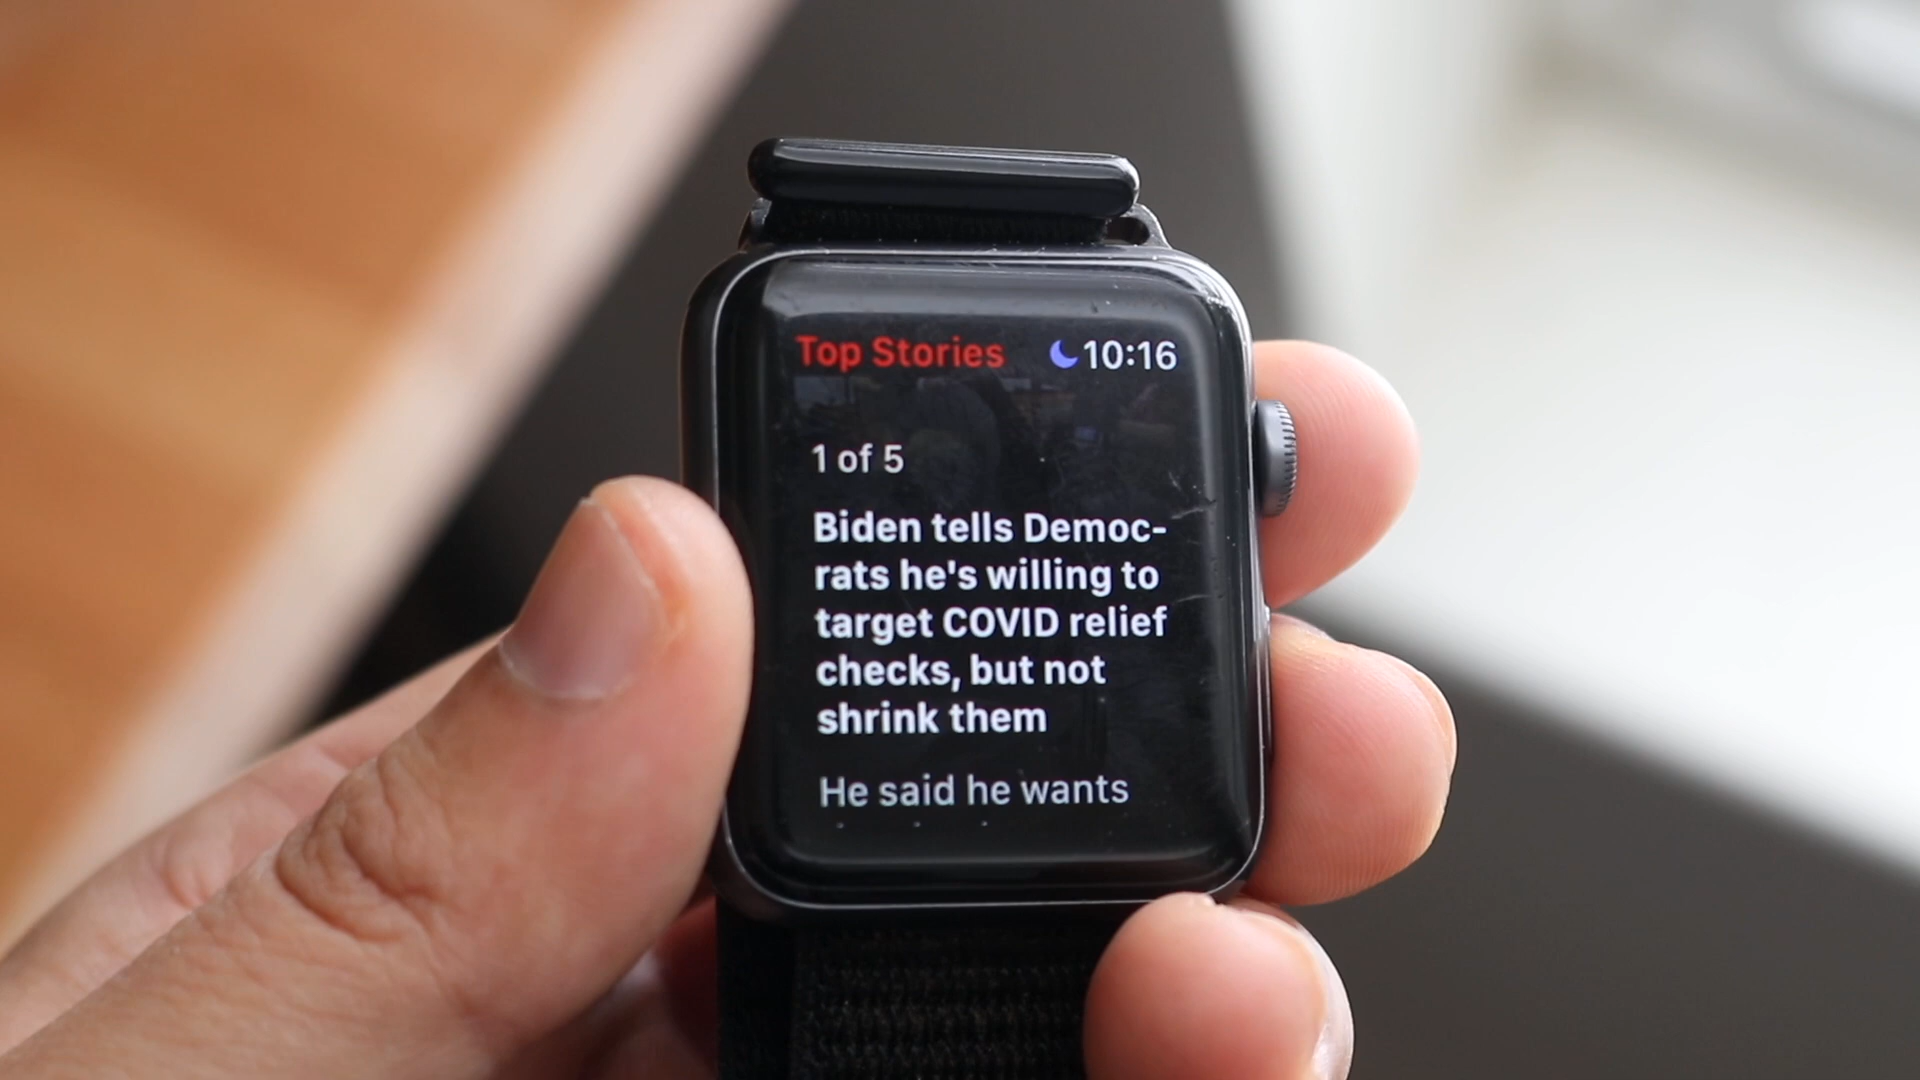 Top Stories 10:16
1 of 5
Biden tells Democ-
rats he's willing to
target COVID relief
checks, but not
shrink them
He said he wants